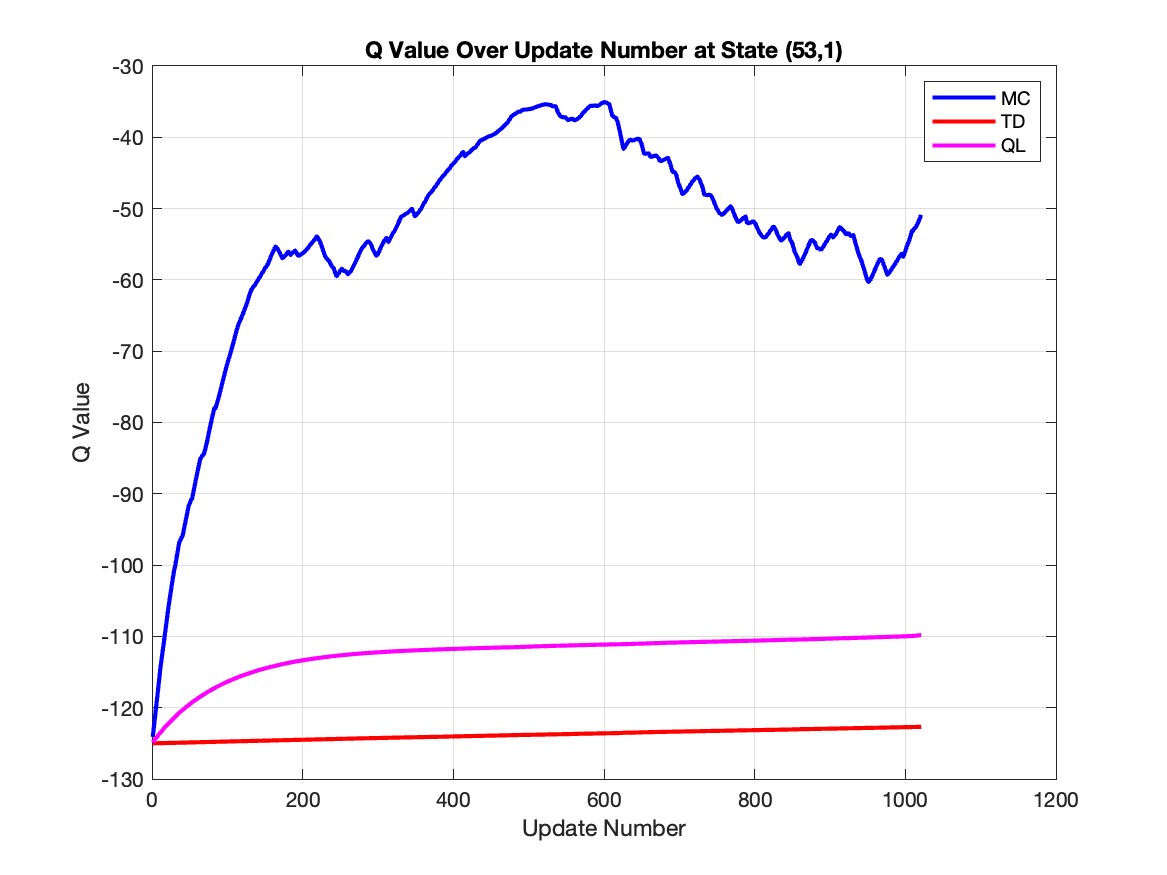 Q Value Over Update Number at State (53,1)
-30
-40
-50
-60
-70
-80
-90
-100
-110
-120
-130
Q Value
MC
TD
QL
0 200 400 600 800 1000 1200
Update Number